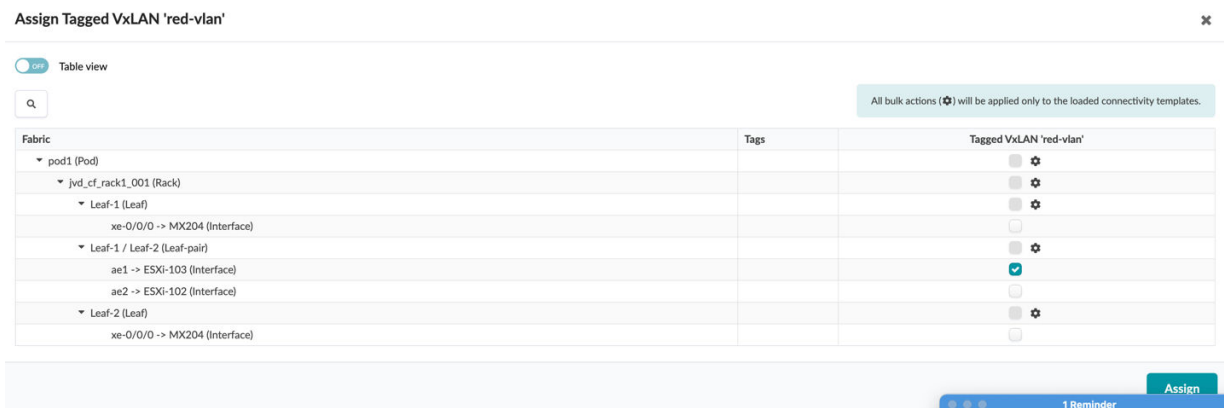 Assign Tagged VxLAN 'red-vlan'
OFF Table view
All bulk actions (⚙) will be applied only to the loaded connectivity templates.
Fabric Tags Tagged VxLAN 'red-vlan'
pod1 (Pod)
jvd_cf_rack1_001 (Rack)
Leaf-1 (Leaf)
xe-0/0/0 -> MX204 (Interface)
Leaf-1 / Leaf-2 (Leaf-pair)
ae1 -> ESXi-103 (Interface)
ae2 -> ESXi-102 (Interface)
Leaf-2 (Leaf)
xe-0/0/0 -> MX204 (Interface)
Assign
1 Reminder